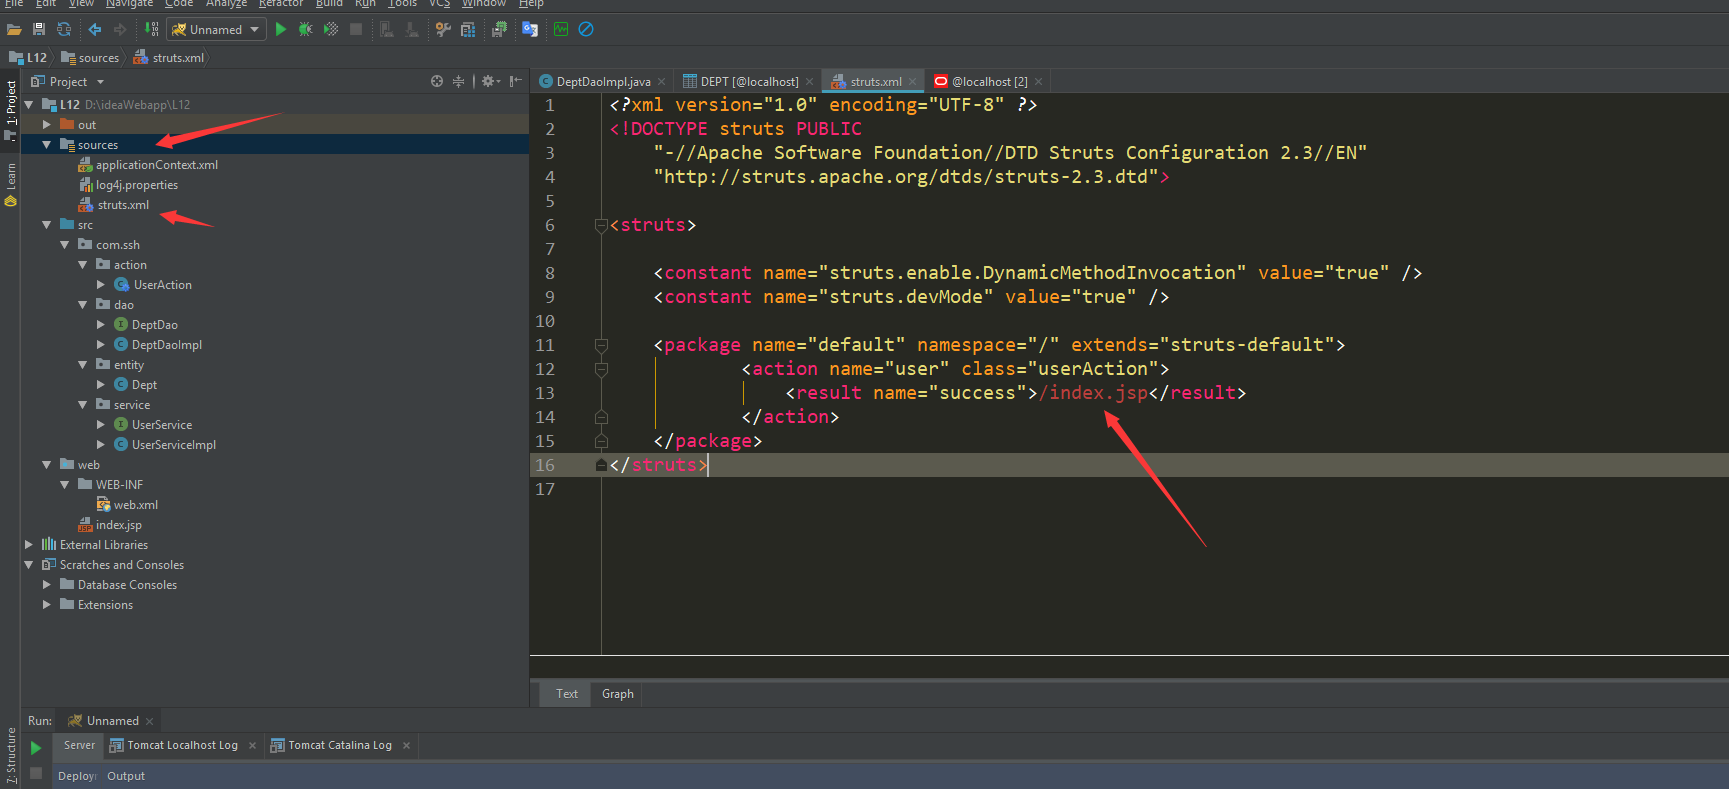 File Edit View Navigate Code Analyze Refactor Build Run Tools VCS Window Help
Unnamed
L12 sources struts.xml
1: Project
Learn
7: Structure
Project
L12 D:\ideaWebapp\L12
out
sources
applicationContext.xml
log4j.properties
struts.xml
src
com.ssh
action
UserAction
dao
DeptDao
DeptDaoImpl
entity
Dept
service
UserService
UserServiceImpl
web
WEB-INF
web.xml
index.jsp
External Libraries
Scratches and Consoles
Database Consoles
Extensions
DeptDaoImpl.java DEPT [@localhost] struts.xml @localhost [2]
1 <?xml version="1.0" encoding="UTF-8" ?>
2 <!DOCTYPE struts PUBLIC
3 "-//Apache Software Foundation//DTD Struts Configuration 2.3//EN"
4 "http://struts.apache.org/dtds/struts-2.3.dtd">
5
6 <struts>
7
8 <constant name="struts.enable.DynamicMethodInvocation" value="true" />
9 <constant name="struts.devMode" value="true" />
10
11 <package name="default" namespace="/" extends="struts-default">
12 <action name="user" class="userAction">
13 <result name="success">/index.jsp</result>
14 </action>
15 </package>
16 </struts>
17
Text Graph
Run: Unnamed
Server Tomcat Localhost Log Tomcat Catalina Log
Deploy Output